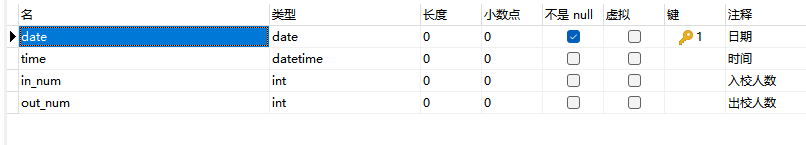 名 类型 长度 小数点 不是 null 虚拟 键 注释
date date 0 0 1 日期
time datetime 0 0 时间
in_num int 0 0 入校人数
out_num int 0 0 出校人数